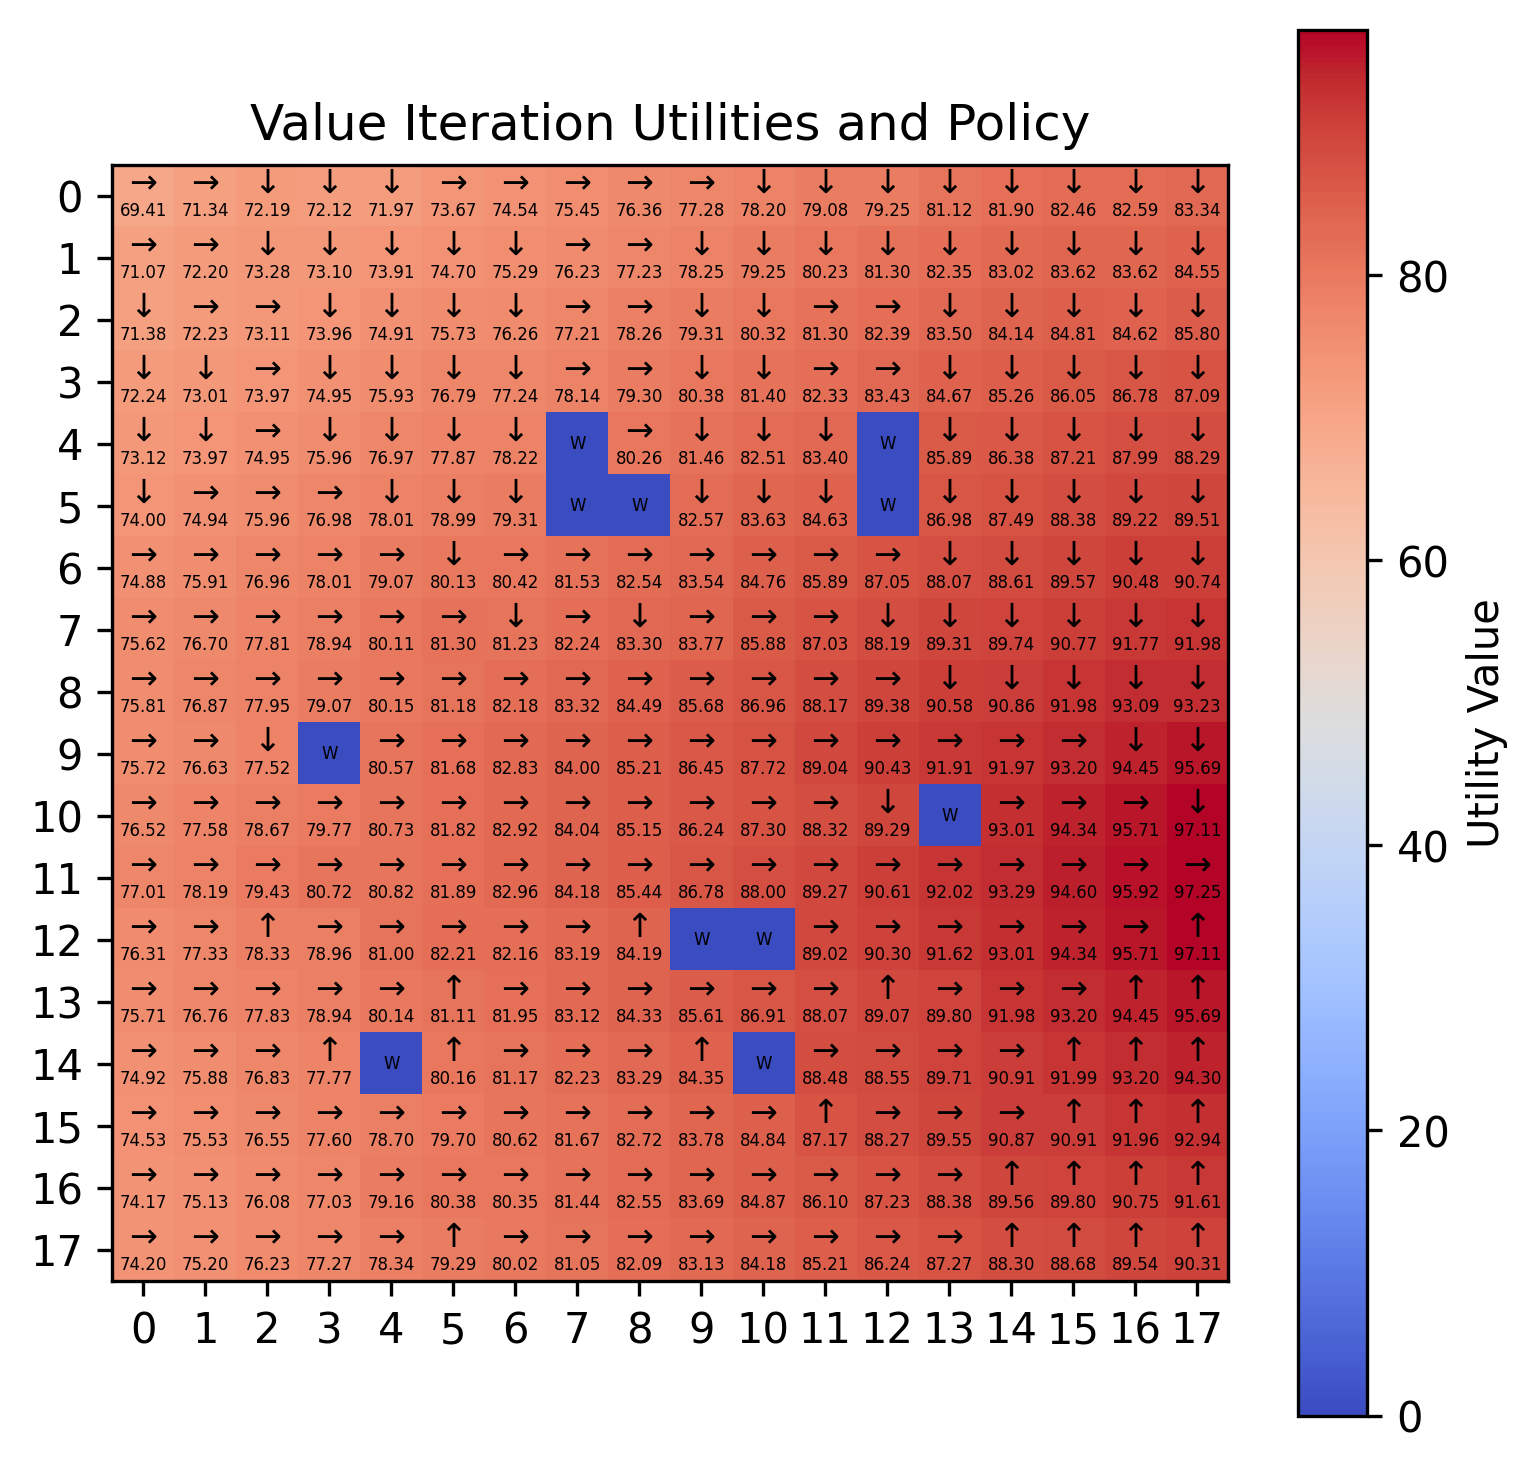 Value Iteration Utilities and Policy
0 → → ↓ ↓ ↓ → → → → → ↓ ↓ ↓ ↓ ↓ ↓ ↓ ↓
69.41 71.34 72.19 72.12 71.97 73.67 74.54 75.45 76.36 77.28 78.20 79.08 79.25 81.12 81.90 82.46 82.59 83.34
1 → → ↓ ↓ ↓ ↓ ↓ → → ↓ ↓ ↓ ↓ ↓ ↓ ↓ ↓ ↓
71.07 72.20 73.28 73.10 73.91 74.70 75.29 76.23 77.23 78.25 79.25 80.23 81.30 82.35 83.02 83.62 83.62 84.55
2 ↓ → → ↓ ↓ ↓ ↓ → → ↓ ↓ → → ↓ ↓ ↓ ↓ ↓
71.38 72.23 73.11 73.96 74.91 75.73 76.26 77.21 78.26 79.31 80.32 81.30 82.39 83.50 84.14 84.81 84.62 85.80
3 ↓ ↓ → ↓ ↓ ↓ ↓ → → ↓ ↓ → → ↓ ↓ ↓ ↓ ↓
72.24 73.01 73.97 74.95 75.93 76.79 77.24 78.14 79.30 80.38 81.40 82.33 83.43 84.67 85.26 86.05 86.78 87.09
4 ↓ ↓ → ↓ ↓ ↓ ↓ W → ↓ ↓ ↓ W ↓ ↓ ↓ ↓ ↓
73.12 73.97 74.95 75.96 76.97 77.87 78.22 80.26 81.46 82.51 83.40 85.89 86.38 87.21 87.99 88.29
5 ↓ → → → ↓ ↓ ↓ W W ↓ ↓ ↓ W ↓ ↓ ↓ ↓ ↓
74.00 74.94 75.96 76.98 78.01 78.99 79.31 82.57 83.63 84.63 86.98 87.49 88.38 89.22 89.51
6 → → → → → ↓ → → → → → → → ↓ ↓ ↓ ↓ ↓
74.88 75.91 76.96 78.01 79.07 80.13 80.42 81.53 82.54 83.54 84.76 85.89 87.05 88.07 88.61 89.57 90.48 90.74
7 → → → → → → ↓ → ↓ → → → ↓ ↓ ↓ ↓ ↓ ↓
75.62 76.70 77.81 78.94 80.11 81.30 81.23 82.24 83.30 83.77 85.88 87.03 88.19 89.31 89.74 90.77 91.77 91.98
8 → → → → → → → → → → → → → ↓ ↓ ↓ ↓ ↓
75.81 76.87 77.95 79.07 80.15 81.18 82.18 83.32 84.49 85.68 86.96 88.17 89.38 90.58 90.86 91.98 93.09 93.23
9 → → ↓ W → → → → → → → → → → → → ↓ ↓
75.72 76.63 77.52 80.57 81.68 82.83 84.00 85.21 86.45 87.72 89.04 90.43 91.91 91.97 93.20 94.45 95.69
10 → → → → → → → → → → → → ↓ W → → → ↓
76.52 77.58 78.67 79.77 80.73 81.82 82.92 84.04 85.15 86.24 87.30 88.32 89.29 93.01 94.34 95.71 97.11
11 → → → → → → → → → → → → → → → → → →
77.01 78.19 79.43 80.72 80.82 81.89 82.96 84.18 85.44 86.78 88.00 89.27 90.61 92.02 93.29 94.60 95.92 97.25
12 → → ↑ → → → → → ↑ W W → → → → → → ↑
76.31 77.33 78.33 78.96 81.00 82.21 82.16 83.19 84.19 89.02 90.30 91.62 93.01 94.34 95.71 97.11
13 → → → → → ↑ → → → → → → ↑ → → → ↑ ↑
75.71 76.76 77.83 78.94 80.14 81.11 81.95 83.12 84.33 85.61 86.91 88.07 89.07 89.80 91.98 93.20 94.45 95.69
14 → → → ↑ W ↑ → → → ↑ W → → → → ↑ ↑ ↑
74.92 75.88 76.83 77.77 80.16 81.17 82.23 83.29 84.35 88.48 88.55 89.71 90.91 91.99 93.20 94.30
15 → → → → → → → → → → → ↑ → → → ↑ ↑ ↑
74.53 75.53 76.55 77.60 78.70 79.70 80.62 81.67 82.72 83.78 84.84 87.17 88.27 89.55 90.87 90.91 91.96 92.94
16 → → → → → → → → → → → → → → ↑ ↑ ↑ ↑
74.17 75.13 76.08 77.03 79.16 80.38 80.35 81.44 82.55 83.69 84.87 86.10 87.23 88.38 89.56 89.80 90.75 91.61
17 → → → → → ↑ → → → → → → → → ↑ ↑ ↑ ↑
74.20 75.20 76.23 77.27 78.34 79.29 80.02 81.05 82.09 83.13 84.18 85.21 86.24 87.27 88.30 88.68 89.54 90.31
0 1 2 3 4 5 6 7 8 9 10 11 12 13 14 15 16 17
80
60
40
20
0
Utility Value